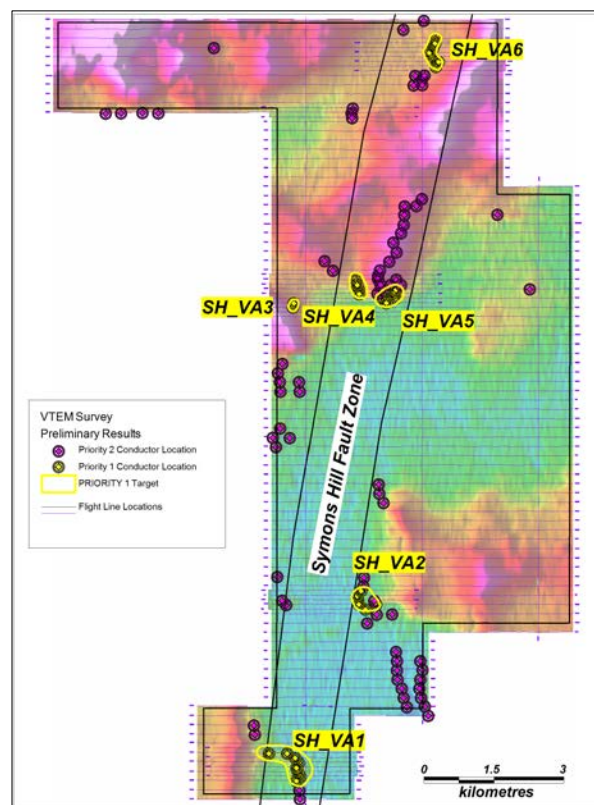 SH_VA6
SH_VA3
SH_VA4
SH_VA5
VTEM Survey
Preliminary Results
Priority 2 Conductor Location
Priority 1 Conductor Location
PRIORITY 1 Target
Flight Line Locations
Symons Hill Fault Zone
SH_VA2
SH_VA1
0 1.5 3
kilometres